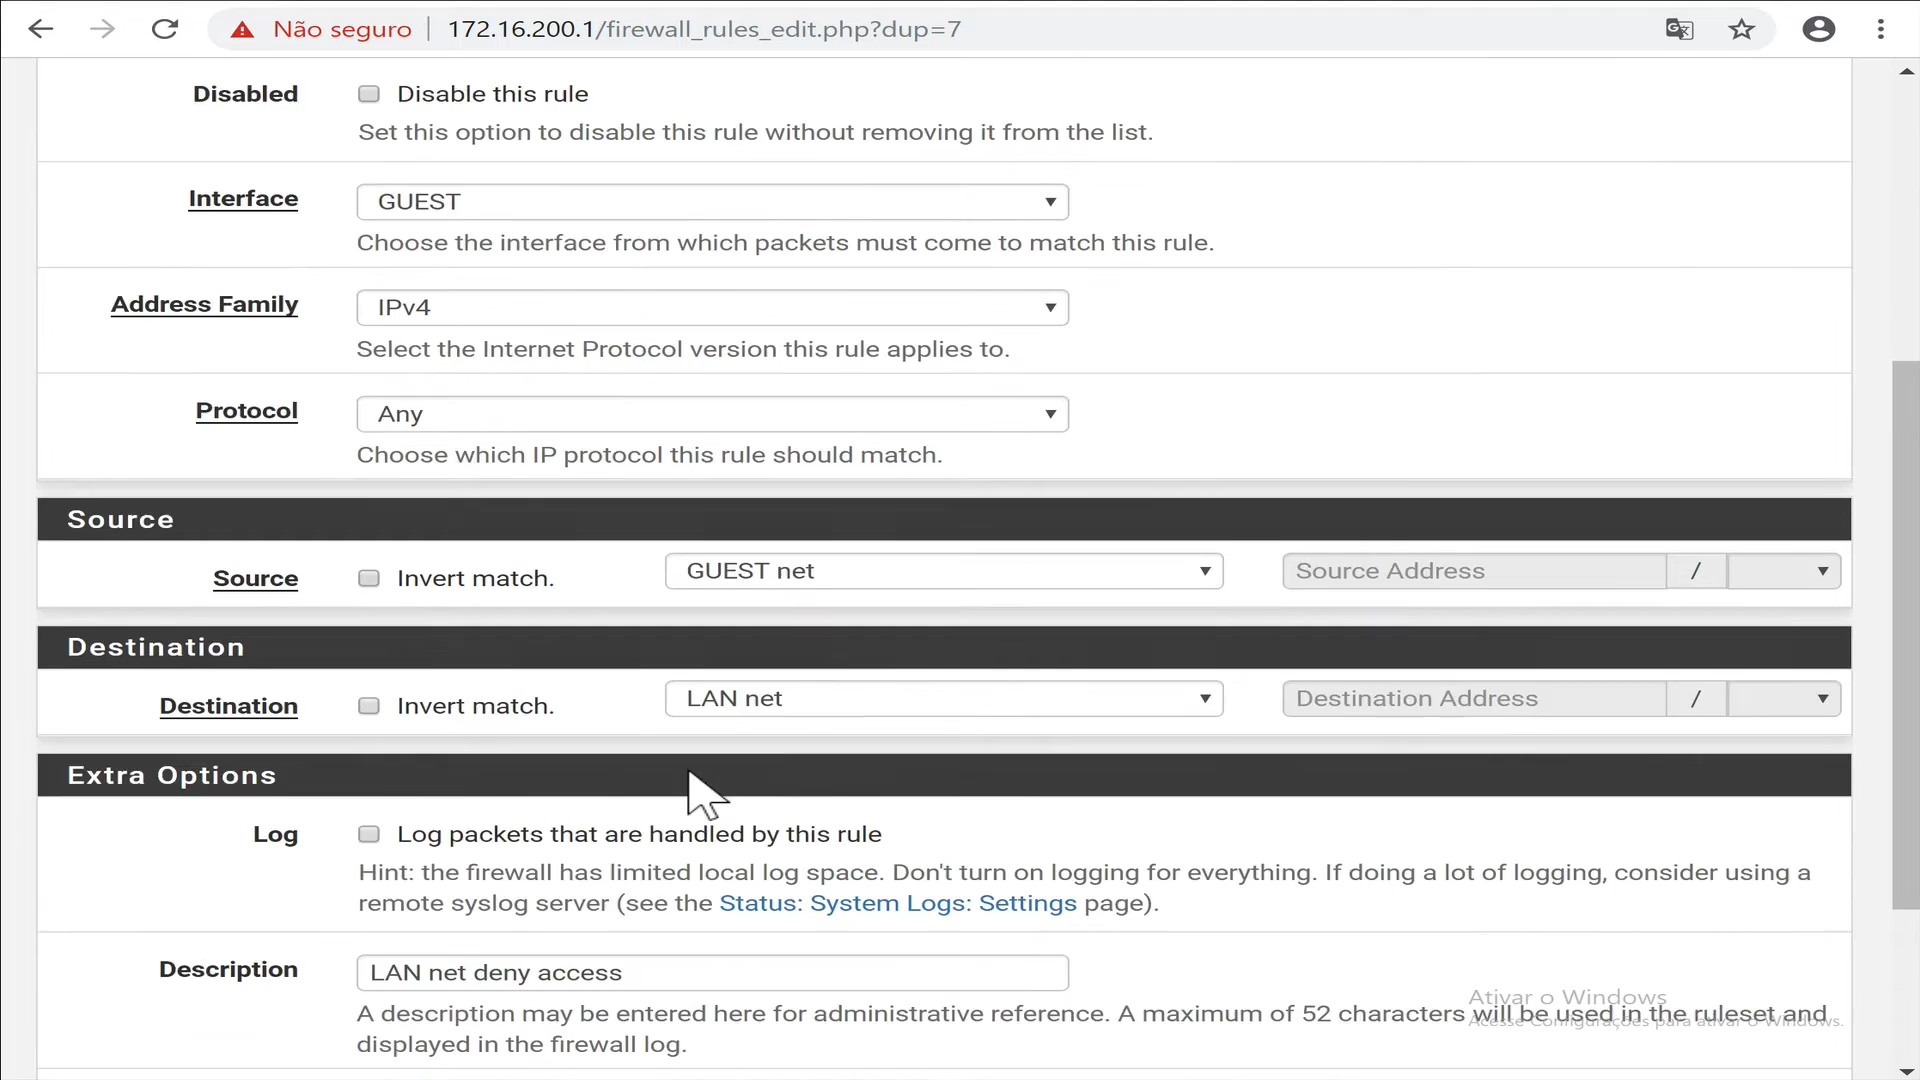 Não seguro 172.16.200.1/firewall_rules_edit.php?dup=7
Disabled Disable this rule
Set this option to disable this rule without removing it from the list.
Interface GUEST
Choose the interface from which packets must come to match this rule.
Address Family IPv4
Select the Internet Protocol version this rule applies to.
Protocol Any
Choose which IP protocol this rule should match.
Source
Source Invert match. GUEST net Source Address /
Destination
Destination Invert match. LAN net Destination Address /
Extra Options
Log Log packets that are handled by this rule
Hint: the firewall has limited local log space. Don't turn on logging for everything. If doing a lot of logging, consider using a
remote syslog server (see the Status: System Logs: Settings page).
Description LAN net deny access
A description may be entered here for administrative reference. A maximum of 52 characters will be used in the ruleset and
displayed in the firewall log.
Ativar o Windows
Acesse Configurações para ativar o Windows.